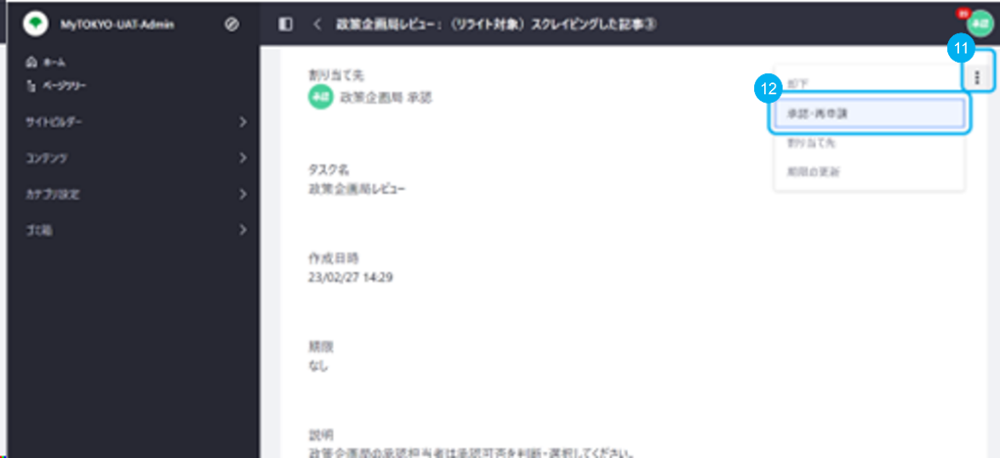 MyTOKYO-UAT-Admin
政策企画局レビュー：（リライト対象）スクレイピングした記事③
承認
11
ホーム
ページツリー
サイトビルダー
コンテンツ
カテゴリ設定
ゴミ箱
割り当て先
承認 政策企画局 承認
12
却下
承認・再申請
割り当て先
期限の更新
タスク名
政策企画局レビュー
作成日時
23/02/27 14:29
期限
なし
説明
政策企画局の承認担当者は承認可否を判断・選択してください。